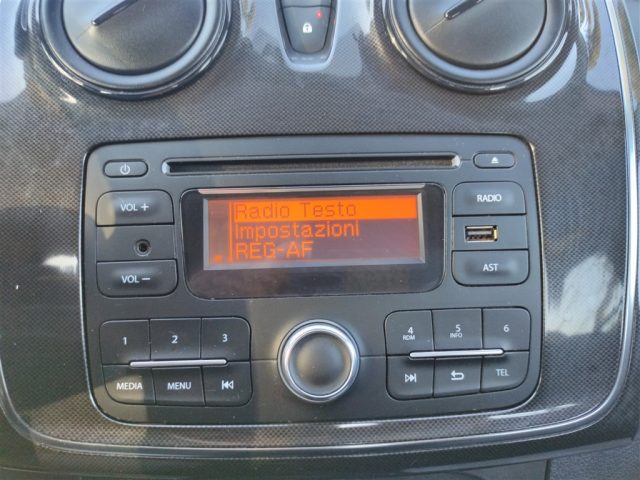 VOL +
RADIO
Radio Testo
Impostazioni
REG-AF
VOL –
AST
1 2 3
4 RDM 5 INFO 6
MEDIA MENU
TEL